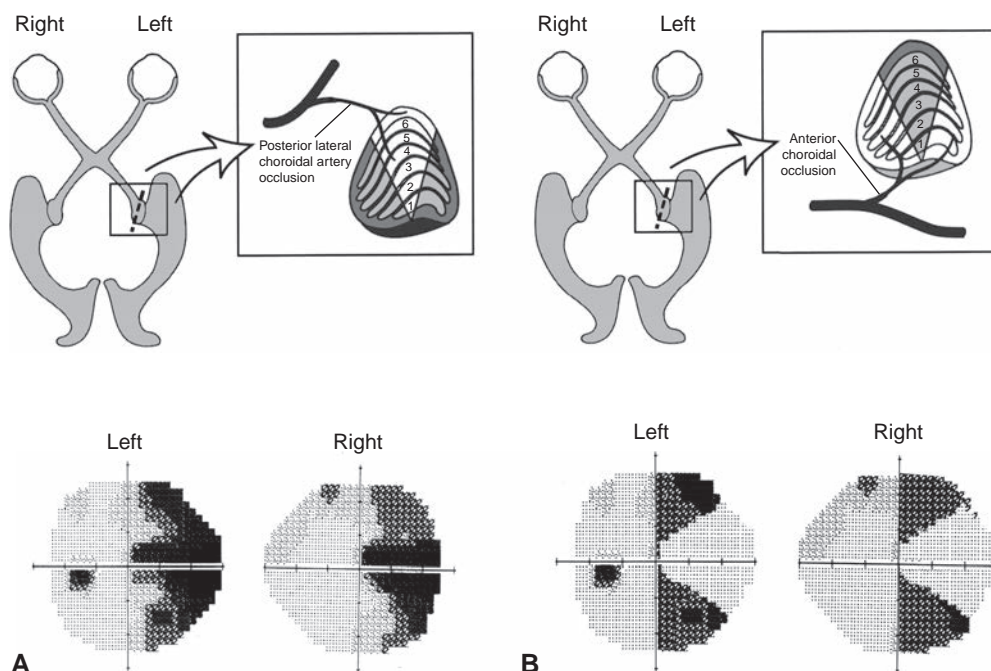 Right Left
Posterior lateral
choroidal artery
occlusion
6
5
4
3
2
1
Right Left
Anterior
choroidal
occlusion
6
5
4
3
2
1
Left Right
A
Left Right
B